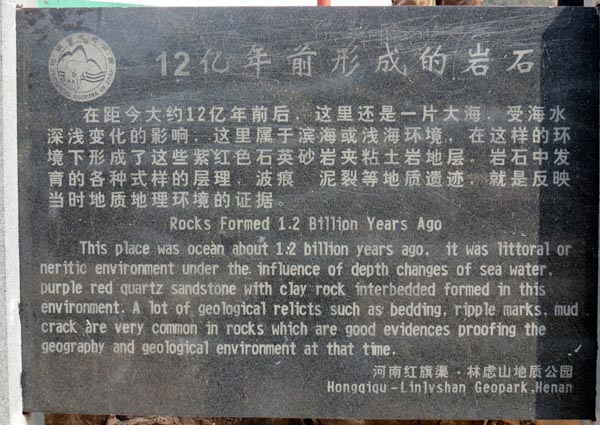 12亿年前形成的岩石
在距今大约12亿年前后，这里还是一片大海，受海水
深浅变化的影响，这里属于滨海或浅海环境，在这样的环
境下形成了这些紫红色石英砂岩夹粘土岩地层。岩石中发
育的各种式样的层理，波痕 泥裂等地质遗迹，就是反映
当时地质地理环境的证据。
Rocks Formed 1.2 Billion Years Ago
This place was ocean about 1.2 billion years ago, it was littoral or
neritic environment under the influence of depth changes of sea water,
purple red quartz sandstone with clay rock interbedded formed in this
environment. A lot of geological relicts such as bedding, ripple marks, mud
crack are very common in rocks which are good evidences proofing the
geography and geological environment at that time.
河南红旗渠·林虑山地质公园
Hongqiqu-Linlvshan Geopark,Henan